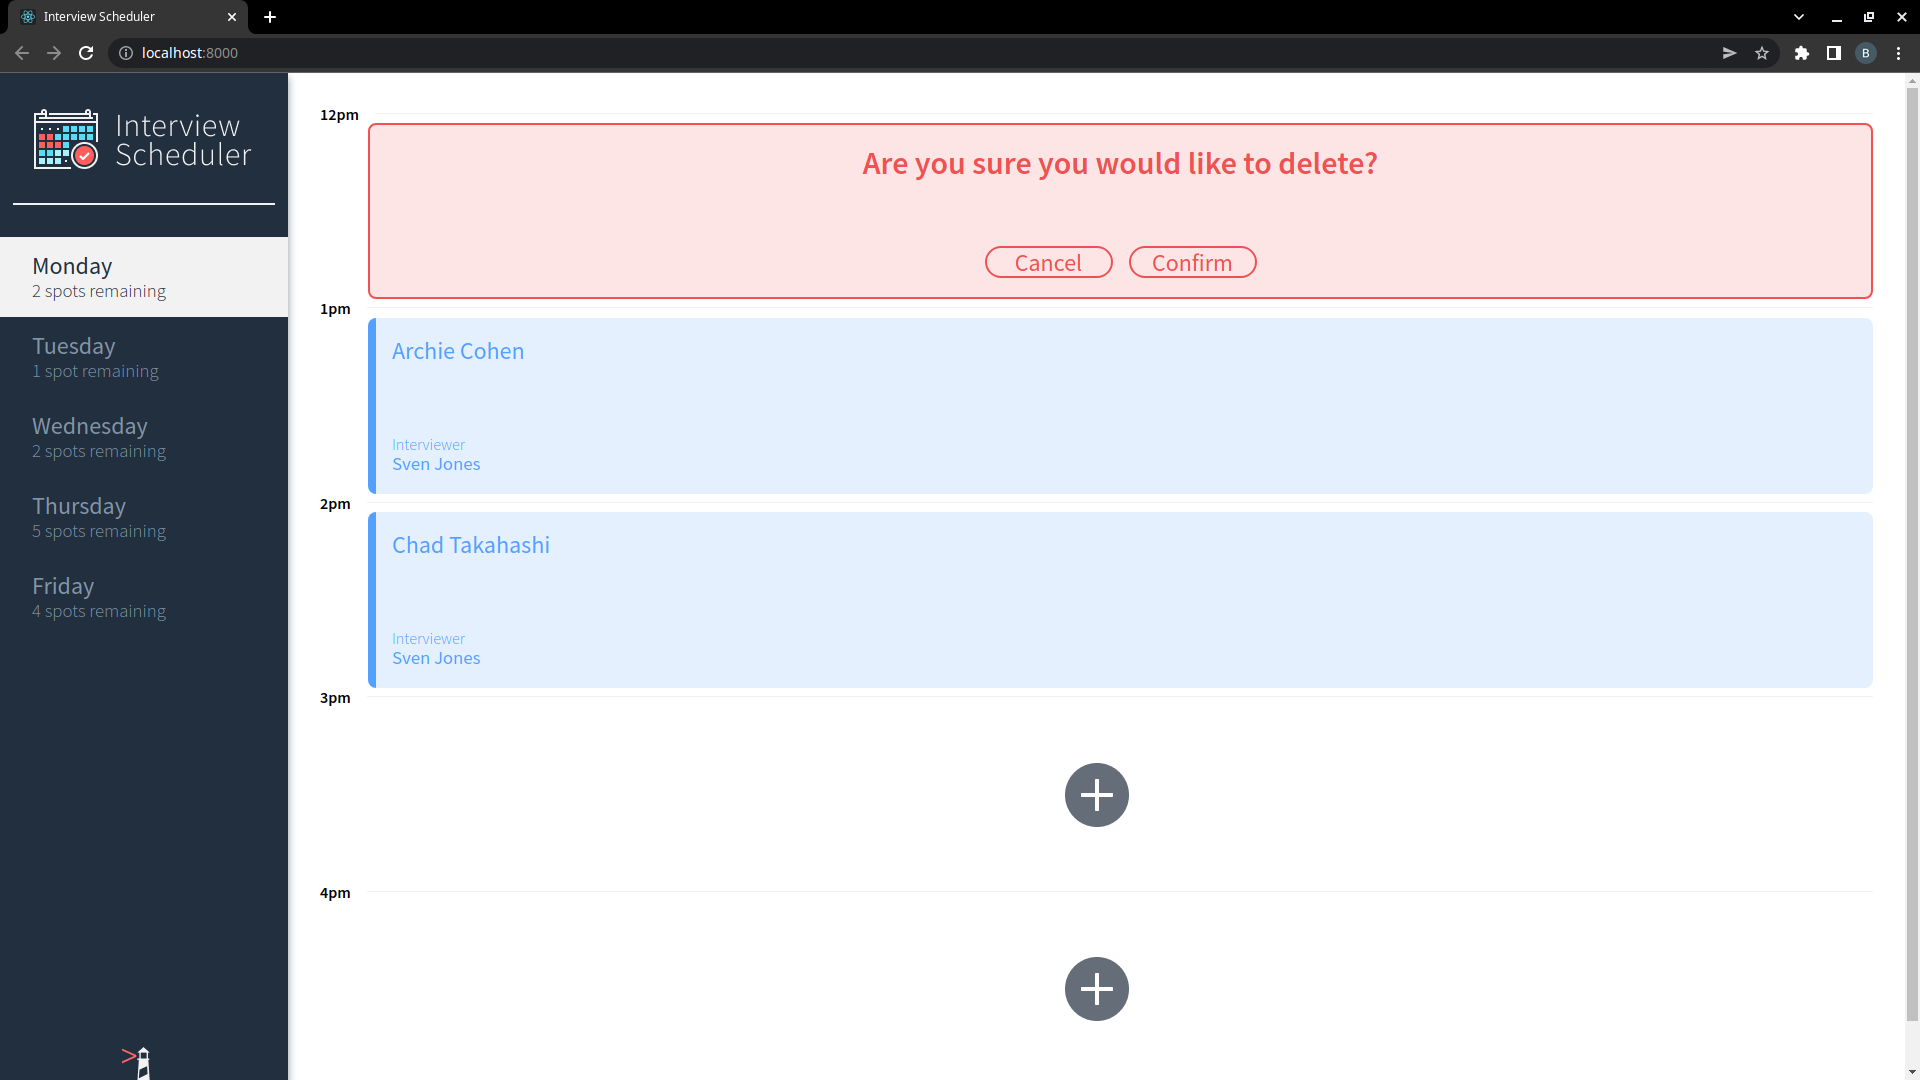 Interview Scheduler
localhost:8000
B
Interview
Scheduler
Monday
2 spots remaining
Tuesday
1 spot remaining
Wednesday
2 spots remaining
Thursday
5 spots remaining
Friday
4 spots remaining
12pm
Are you sure you would like to delete?
Cancel
Confirm
1pm
Archie Cohen
Interviewer
Sven Jones
2pm
Chad Takahashi
Interviewer
Sven Jones
3pm
4pm